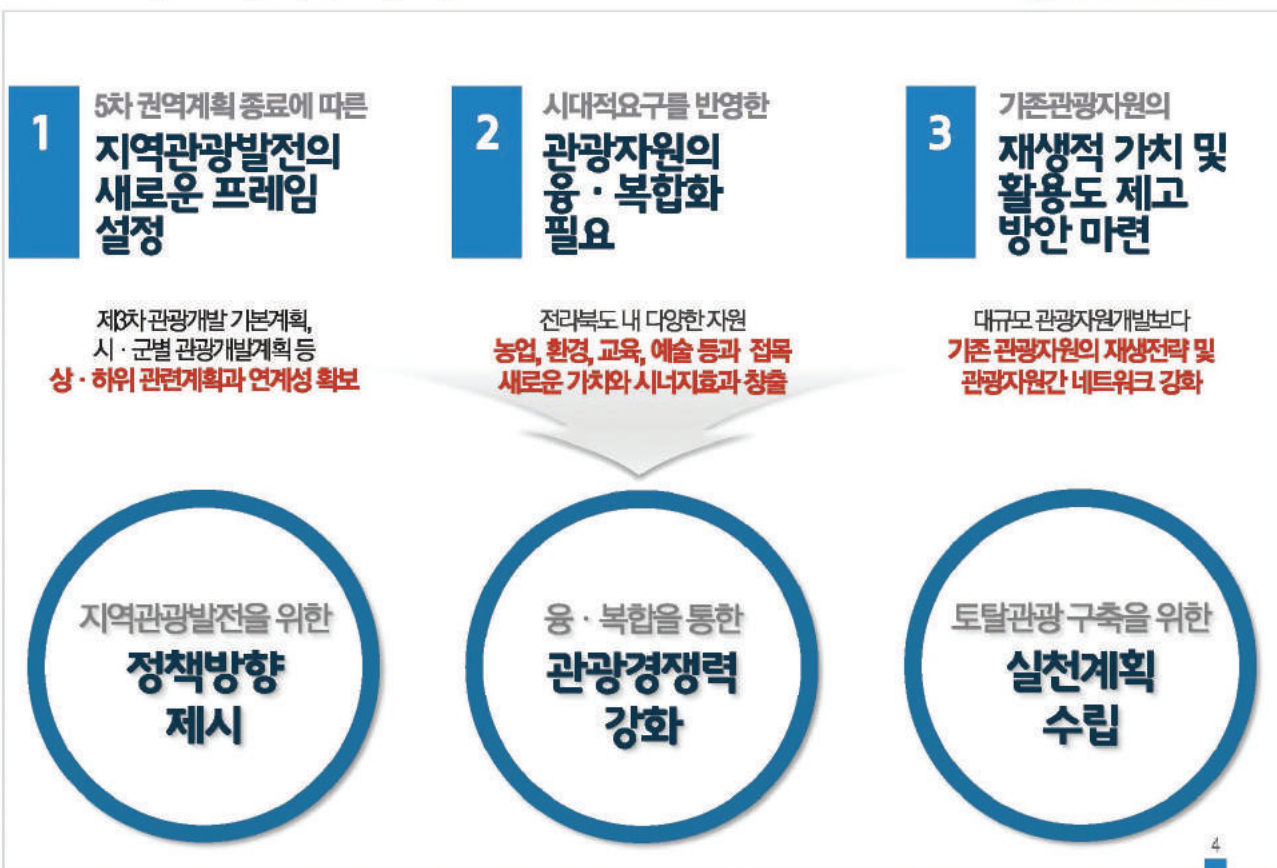 1
5차 권역계획 종료에 따른
지역관광발전의
새로운 프레임
설정
제3차 관광개발 기본계획,
시·군별 관광개발계획 등
상·하위 관련계획과 연계성 확보
2
시대적요구를 반영한
관광자원의
융·복합화
필요
전라북도 내 다양한 자원
농업, 환경, 교육, 예술 등과 접목
새로운 가치와 시너지효과 창출
3
기존관광자원의
재생적 가치 및
활용도 제고
방안 마련
대규모 관광자원개발보다
기존 관광자원의 재생전략 및
관광자원간 네트워크 강화
지역관광발전을 위한
정책방향
제시
융·복합을 통한
관광경쟁력
강화
토탈관광 구축을 위한
실천계획
수립
4